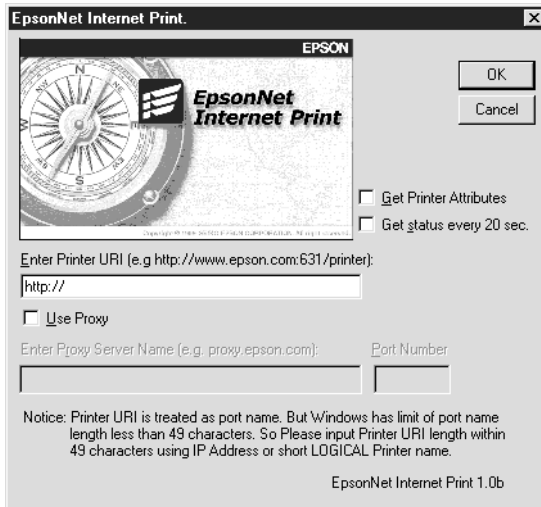 EpsonNet Internet Print.
EPSON
EpsonNet
Internet Print
OK
Cancel
Get Printer Attributes
Get status every 20 sec.
Enter Printer URI (e.g http://www.epson.com:631/printer):
http://
Use Proxy
Enter Proxy Server Name (e.g. proxy.epson.com):
Port Number
Notice: Printer URI is treated as port name. But Windows has limit of port name
length less than 49 characters. So Please input Printer URI length within
49 characters using IP Address or short LOGICAL Printer name.
EpsonNet Internet Print 1.0b